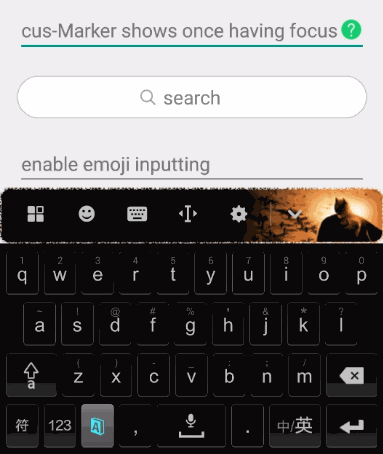 cus-Marker shows once having focus ?
search
enable emoji inputting
1 2 3 4 5 6 7 8 9 0
q w e r t y u i o p
~ ! @ # % ' & * ?
a s d f g h j k l
( ) - _ : ; /
a z x c v b n m
符 123 , . 中/英